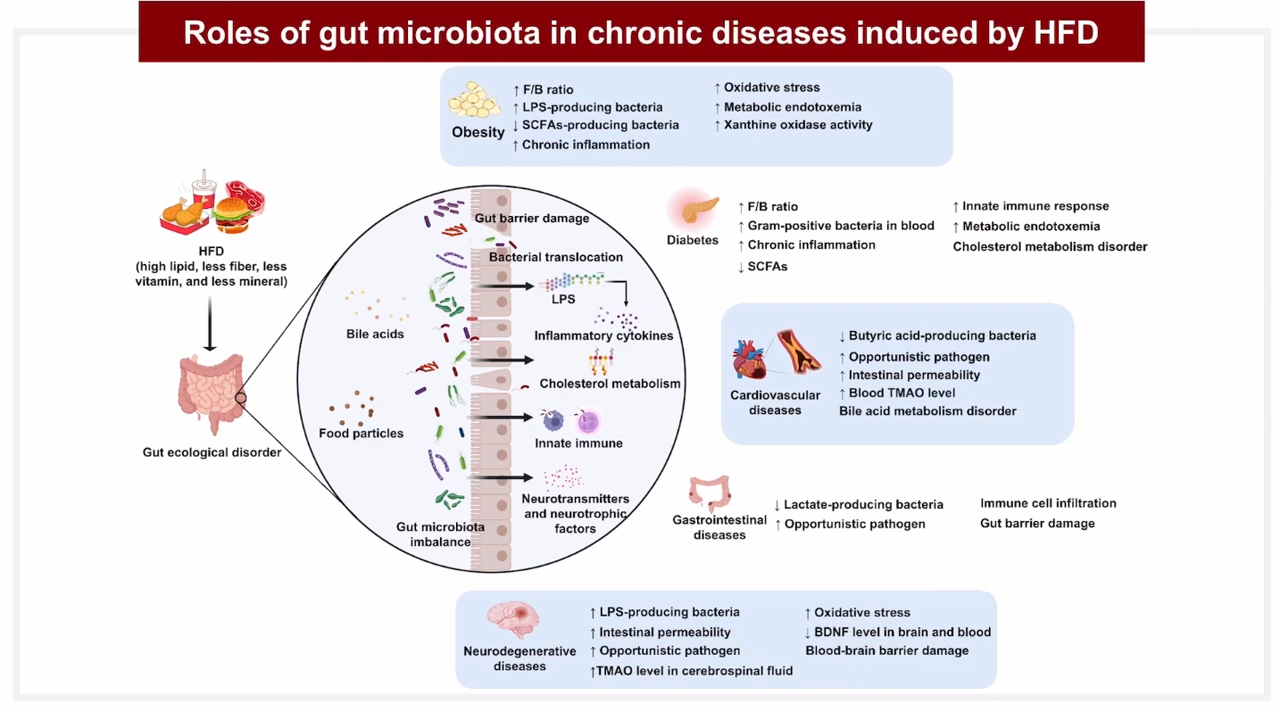 Roles of gut microbiota in chronic diseases induced by HFD
Obesity
↑ F/B ratio
↑ LPS-producing bacteria
↓ SCFAs-producing bacteria
↑ Chronic inflammation
↑ Oxidative stress
↑ Metabolic endotoxemia
↑ Xanthine oxidase activity
HFD
(high lipid, less fiber, less
vitamin, and less mineral)
Gut ecological disorder
Bile acids
Food particles
Gut microbiota
imbalance
Gut barrier damage
Bacterial translocation
LPS
Inflammatory cytokines
Cholesterol metabolism
Innate immune
Neurotransmitters
and neurotrophic
factors
Diabetes
↑ F/B ratio
↑ Gram-positive bacteria in blood
↑ Chronic inflammation
↓ SCFAs
↑ Innate immune response
↑ Metabolic endotoxemia
Cholesterol metabolism disorder
Cardiovascular
diseases
↓ Butyric acid-producing bacteria
↑ Opportunistic pathogen
↑ Intestinal permeability
↑ Blood TMAO level
Bile acid metabolism disorder
Gastrointestinal
diseases
↓ Lactate-producing bacteria
↑ Opportunistic pathogen
Immune cell infiltration
Gut barrier damage
Neurodegenerative
diseases
↑ LPS-producing bacteria
↑ Intestinal permeability
↑ Opportunistic pathogen
↑TMAO level in cerebrospinal fluid
↑ Oxidative stress
↓ BDNF level in brain and blood
Blood-brain barrier damage